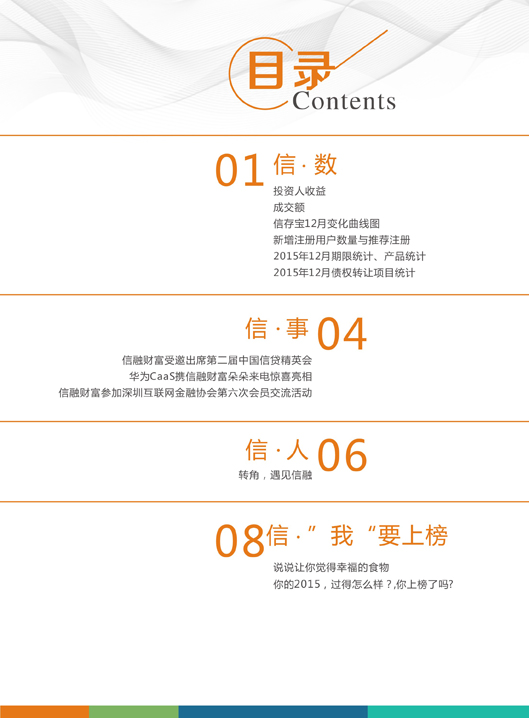 目录
Contents
01 信·数
投资人收益
成交额
信存宝12月变化曲线图
新增注册用户数量与推荐注册
2015年12月期限统计、产品统计
2015年12月债权转让项目统计
信·事 04
信融财富受邀出席第二届中国信贷精英会
华为CaaS携信融财富朵朵来电惊喜亮相
信融财富参加深圳互联网金融协会第六次会员交流活动
信·人 06
转角，遇见信融
08 信·”我“要上榜
说说让你觉得幸福的食物
你的2015，过得怎么样？,你上榜了吗?